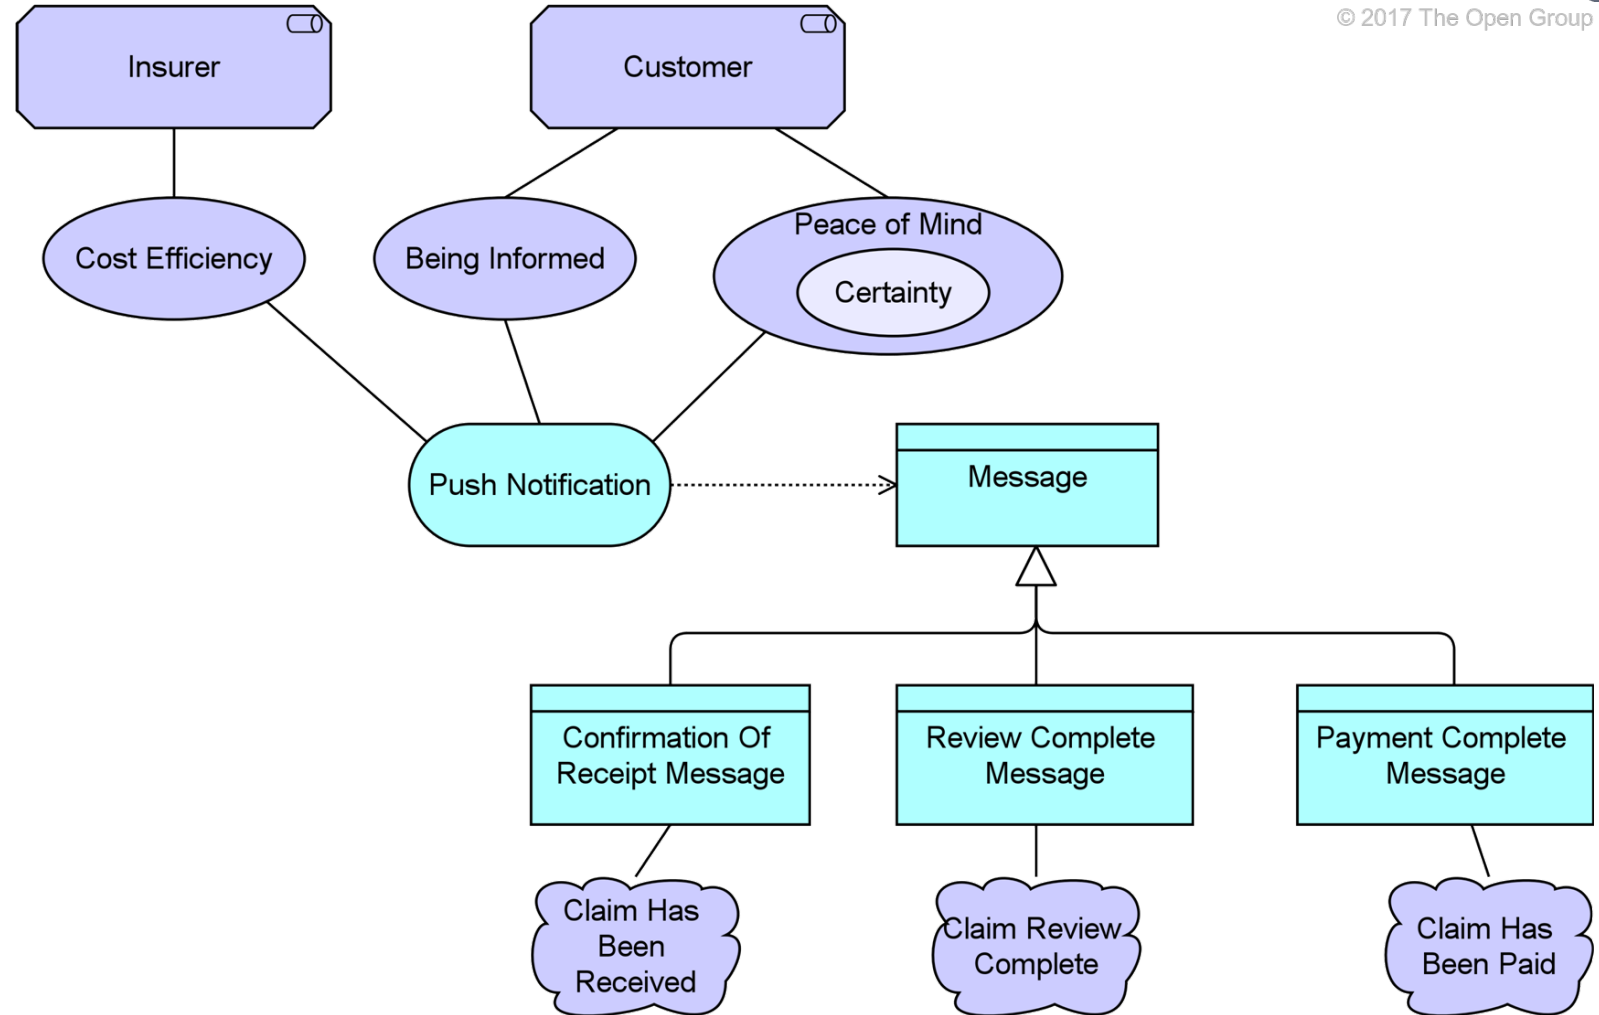 © 2017 The Open Group
Insurer
Customer
Cost Efficiency
Being Informed
Peace of Mind
Certainty
Push Notification
Message
Confirmation Of
Receipt Message
Review Complete
Message
Payment Complete
Message
Claim Has
Been
Received
Claim Review
Complete
Claim Has
Been Paid